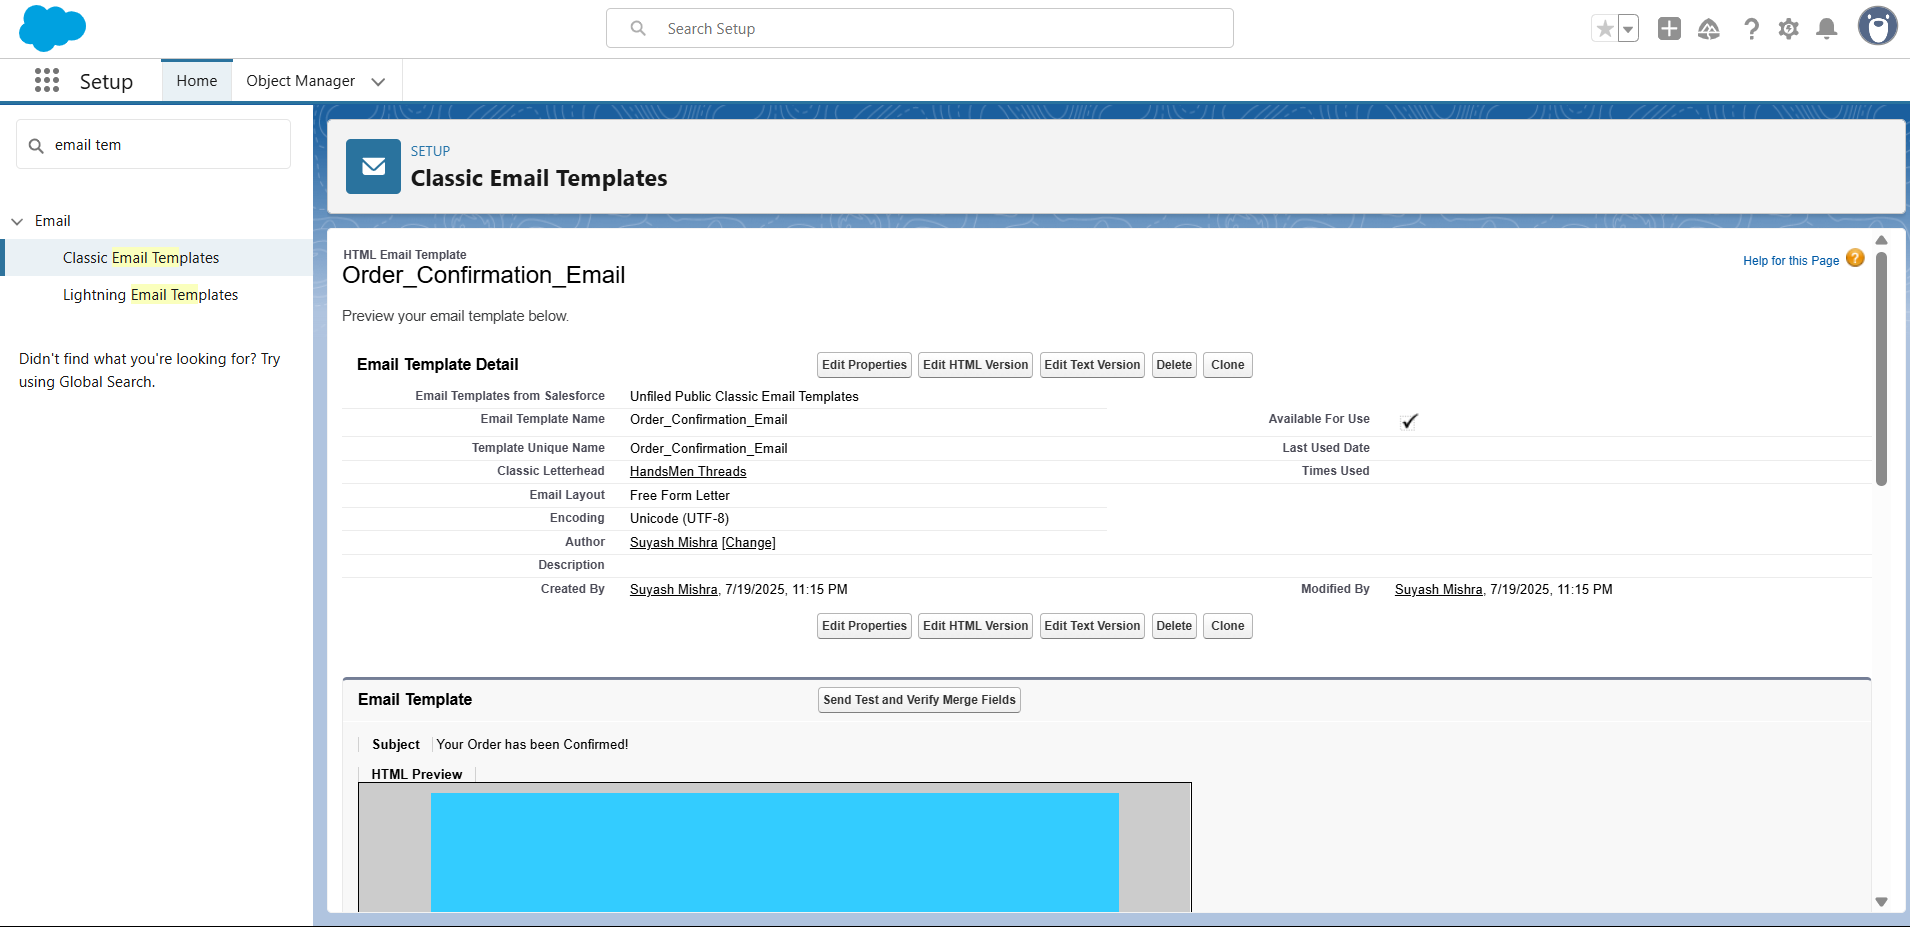 Search Setup
Setup
Home
Object Manager
email tem
Email
Classic Email Templates
Lightning Email Templates
Didn't find what you're looking for? Try
using Global Search.
SETUP
Classic Email Templates
HTML Email Template
Order_Confirmation_Email
Help for this Page
?
Preview your email template below.
Email Template Detail
Edit Properties Edit HTML Version Edit Text Version Delete Clone
Email Templates from Salesforce Unfiled Public Classic Email Templates
Email Template Name Order_Confirmation_Email Available For Use
Template Unique Name Order_Confirmation_Email Last Used Date
Classic Letterhead HandsMen Threads Times Used
Email Layout Free Form Letter
Encoding Unicode (UTF-8)
Author Suyash Mishra [Change]
Description
Created By Suyash Mishra, 7/19/2025, 11:15 PM Modified By Suyash Mishra, 7/19/2025, 11:15 PM
Edit Properties Edit HTML Version Edit Text Version Delete Clone
Email Template Send Test and Verify Merge Fields
Subject Your Order has been Confirmed!
HTML Preview